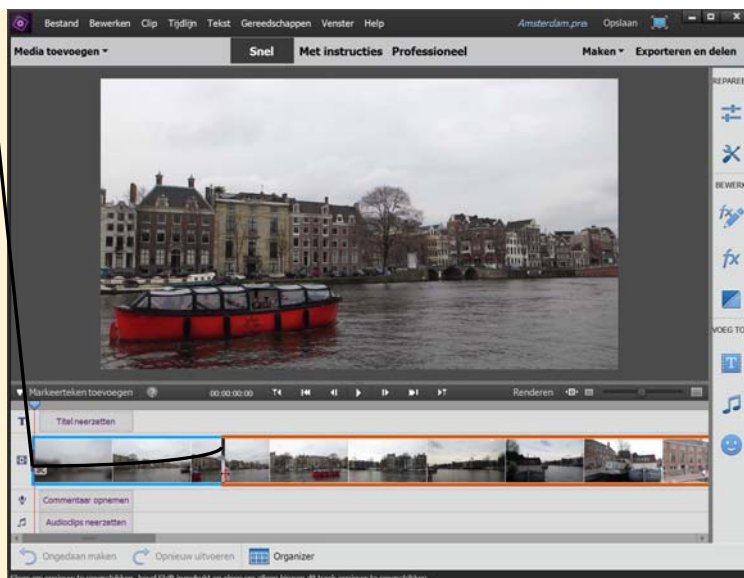 Bestand Bewerken Clip Tijdlijn Tekst Gereedschappen Venster Help Amsterdam.prel Opslaan
Media toevoegen Snel Met instructies Professioneel Maken Exporteren en delen
REPAREE
BEWERK
fx
VOEG TO
T
Markeerteken toevoegen 00:00:00:00 Renderen
T Titel neerzetten
Commentaar opnemen
Audioclips neerzetten
Ongedaan maken Opnieuw uitvoeren Organizer